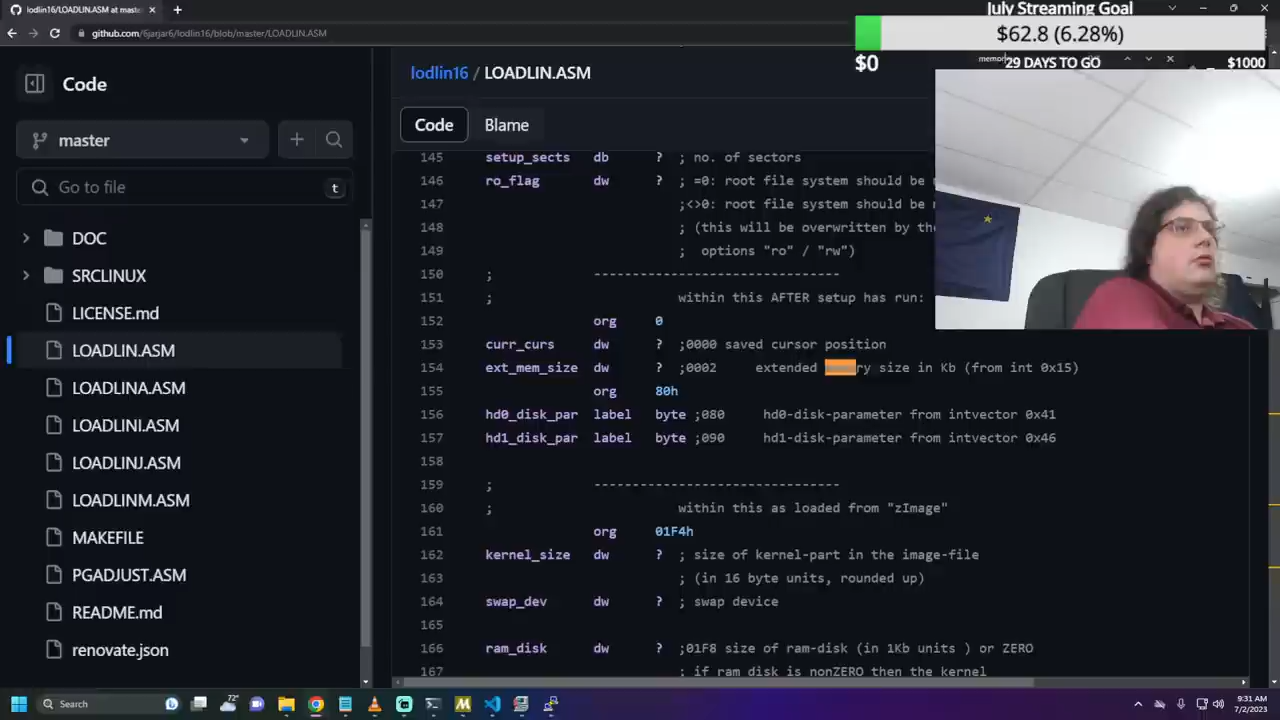 lodlin16/LOADLIN.ASM at mast
github.com/6jarjar6/lodlin16/blob/master/LOADLIN.ASM
July Streaming Goal
$62.8 (6.28%)
$0
29 DAYS TO GO
$1000
Code
master
Go to file
t
DOC
SRCLINUX
LICENSE.md
LOADLIN.ASM
LOADLINA.ASM
LOADLINI.ASM
LOADLINJ.ASM
LOADLINM.ASM
MAKEFILE
PGADJUST.ASM
README.md
renovate.json
lodlin16 / LOADLIN.ASM
Code Blame
145 setup_sects db ? ; no. of sectors
146 ro_flag dw ? ; =0: root file system should be
147 ;<>0: root file system should be
148 ; (this will be overwritten by the
149 ; options "ro" / "rw")
150 ; ------------------------------
151 ; within this AFTER setup has run:
152 org 0
153 curr_curs dw ? ;0000 saved cursor position
154 ext_mem_size dw ? ;0002 extended memory size in Kb (from int 0x15)
155 org 80h
156 hd0_disk_par label byte ;080 hd0-disk-parameter from intvector 0x41
157 hd1_disk_par label byte ;090 hd1-disk-parameter from intvector 0x46
158
159 ; ------------------------------
160 ; within this as loaded from "zImage"
161 org 01F4h
162 kernel_size dw ? ; size of kernel-part in the image-file
163 ; (in 16 byte units, rounded up)
164 swap_dev dw ? ; swap device
165
166 ram_disk dw ? ;01F8 size of ram-disk (in 1Kb units ) or ZERO
167 ; if ram disk is nonZERO then the kernel
Search
72°
9:31 AM
7/2/2023